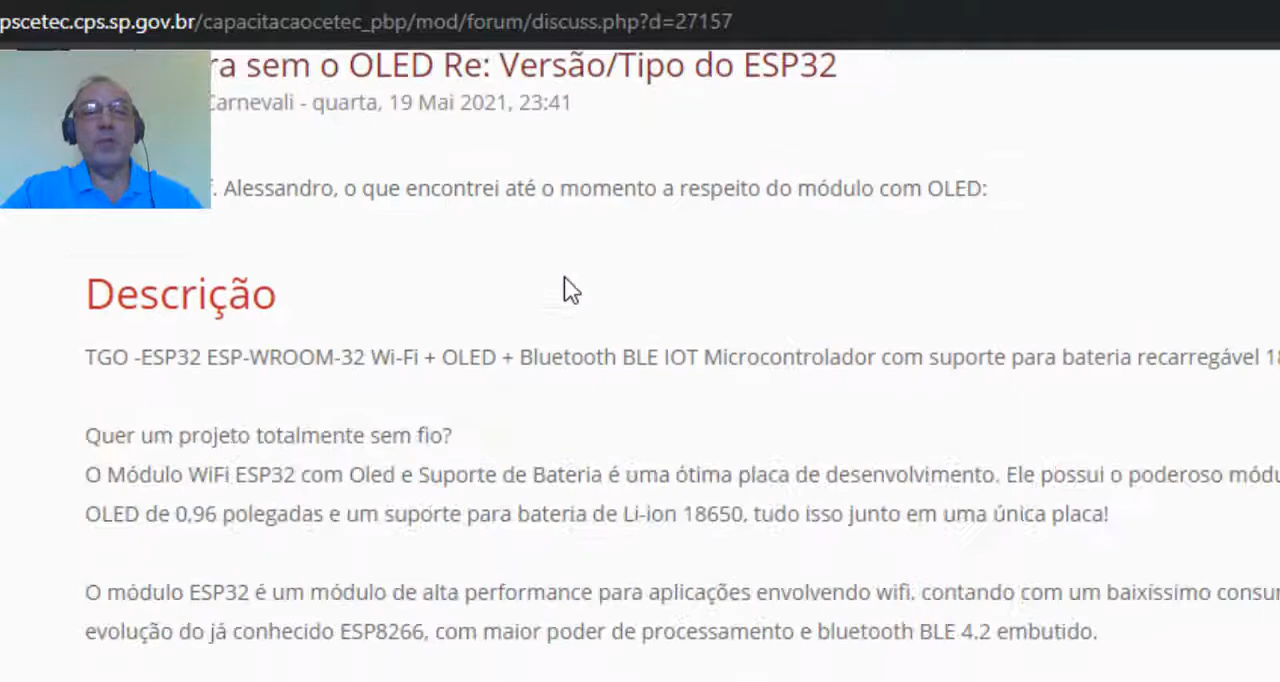 pscetec.cps.sp.gov.br/capacitacaocetec_pbp/mod/forum/discuss.php?d=27157
ra sem o OLED Re: Versão/Tipo do ESP32
Carnevali - quarta, 19 Mai 2021, 23:41
. Alessandro, o que encontrei até o momento a respeito do módulo com OLED:
Descrição
TGO -ESP32 ESP-WROOM-32 Wi-Fi + OLED + Bluetooth BLE IOT Microcontrolador com suporte para bateria recarregável
Quer um projeto totalmente sem fio?
O Módulo WiFi ESP32 com Oled e Suporte de Bateria é uma ótima placa de desenvolvimento. Ele possui o poderoso módu
OLED de 0,96 polegadas e um suporte para bateria de Li-ion 18650, tudo isso junto em uma única placa!
O módulo ESP32 é um módulo de alta performance para aplicações envolvendo wifi, contando com um baixíssimo consu
evolução do já conhecido ESP8266, com maior poder de processamento e bluetooth BLE 4.2 embutido.